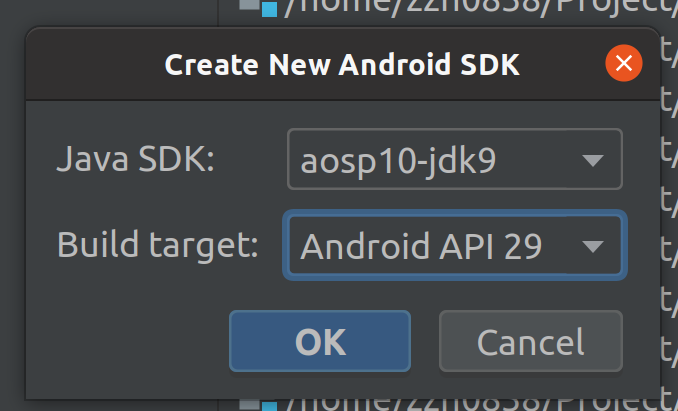 /home/zzh0838/Project/
Create New Android SDK
Java SDK:
aosp10-jdk9
Build target:
Android API 29
OK
Cancel
/home/zzh0838/Project/